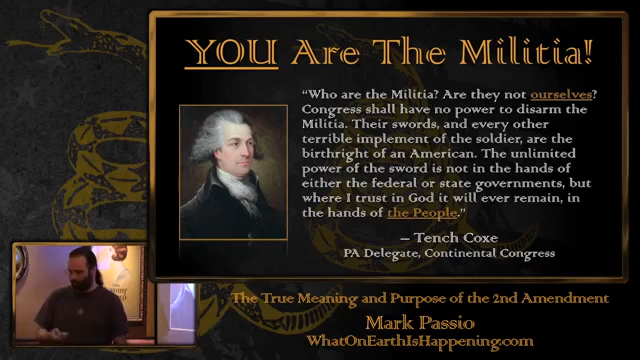 YOU Are The Militia!
“Who are the Militia? Are they not ourselves?
Congress shall have no power to disarm the
Militia. Their swords, and every other
terrible implement of the soldier, are the
birthright of an American. The unlimited
power of the sword is not in the hands of
either the federal or state governments, but
where I trust in God it will ever remain, in
the hands of the People.”
– Tench Coxe
PA Delegate, Continental Congress
The True Meaning and Purpose of the 2nd Amendment
Mark Passio
WhatOnEarthIsHappening.com